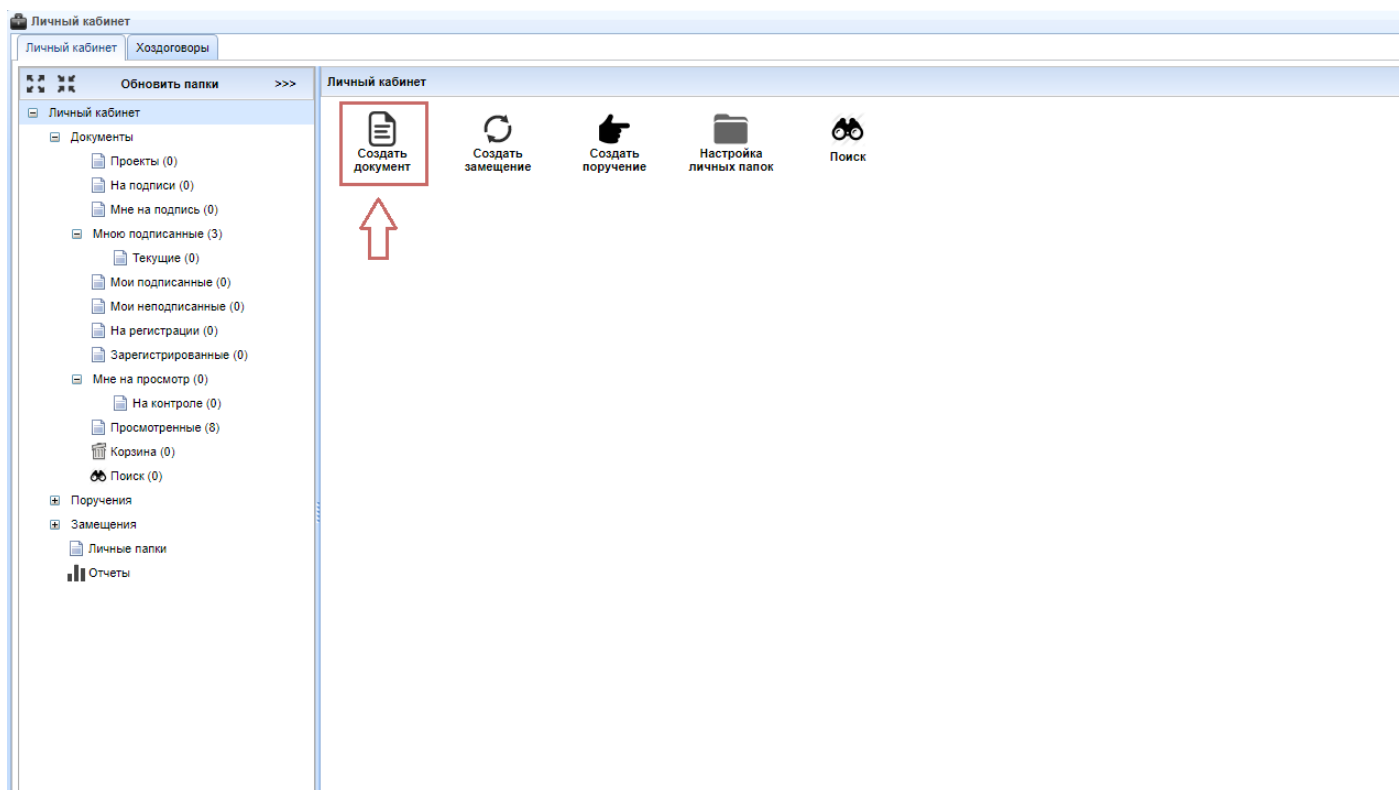 Личный кабинет
Личный кабинет
Хоздоговоры
Обновить папки
>>>
Личный кабинет
Документы
Проекты (0)
На подписи (0)
Мне на подпись (0)
Мною подписанные (3)
Текущие (0)
Мои подписанные (0)
Мои неподписанные (0)
На регистрации (0)
Зарегистрированные (0)
Мне на просмотр (0)
На контроле (0)
Просмотренные (8)
Корзина (0)
Поиск (0)
Поручения
Замещения
Личные папки
Отчеты
Личный кабинет
Создать
документ
Создать
замещение
Создать
поручение
Настройка
личных папок
Поиск